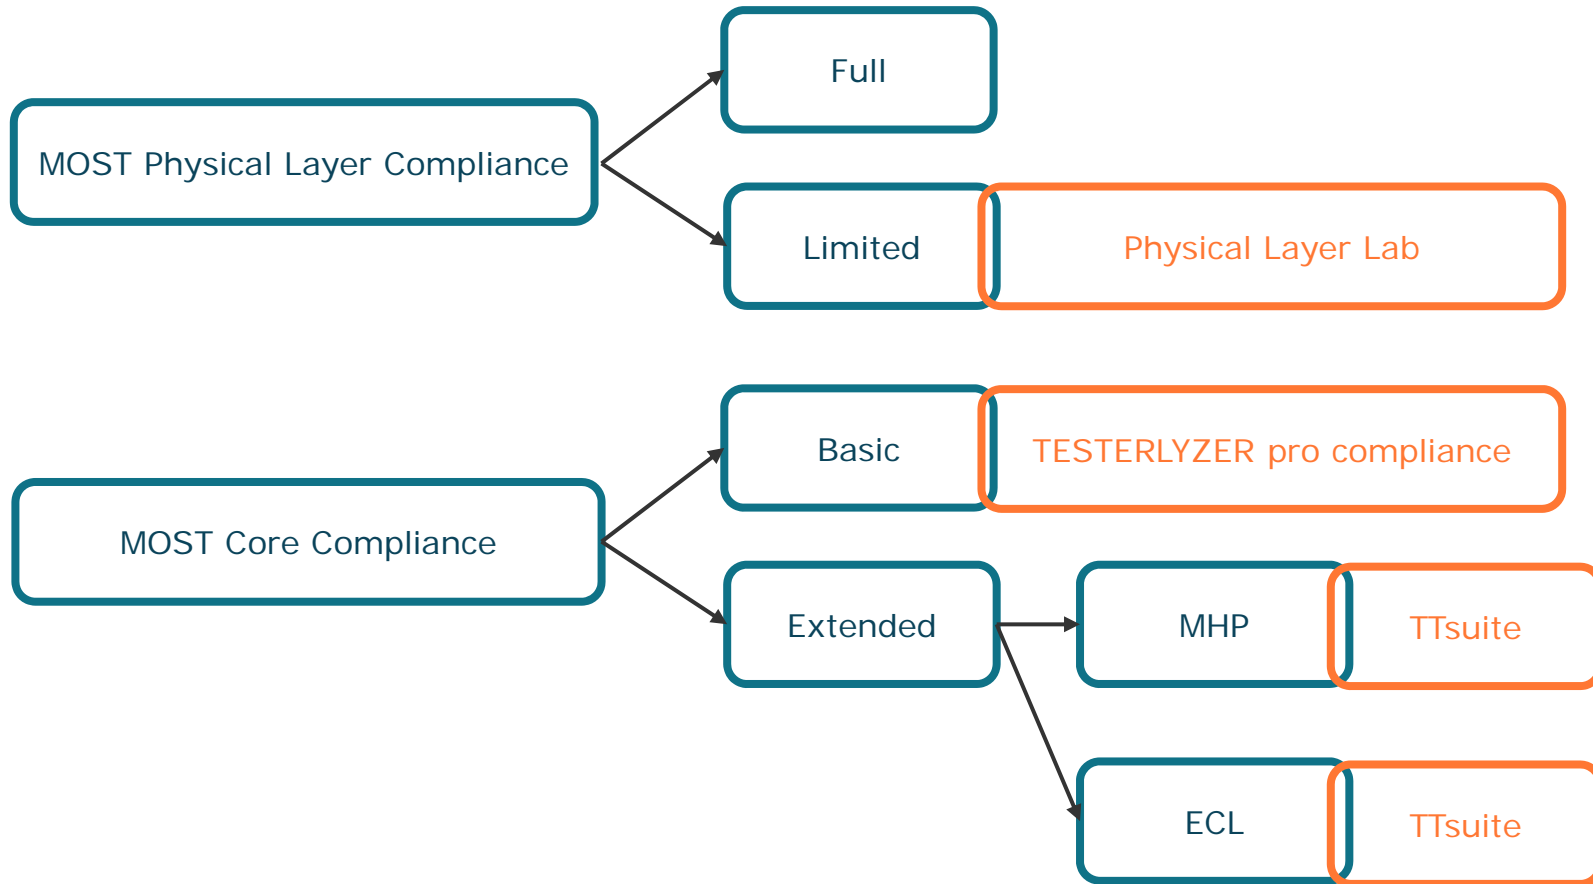 Full
MOST Physical Layer Compliance
Limited
Physical Layer Lab
Basic
TESTERLYZER pro compliance
MOST Core Compliance
Extended
MHP
TTsuite
ECL
TTsuite